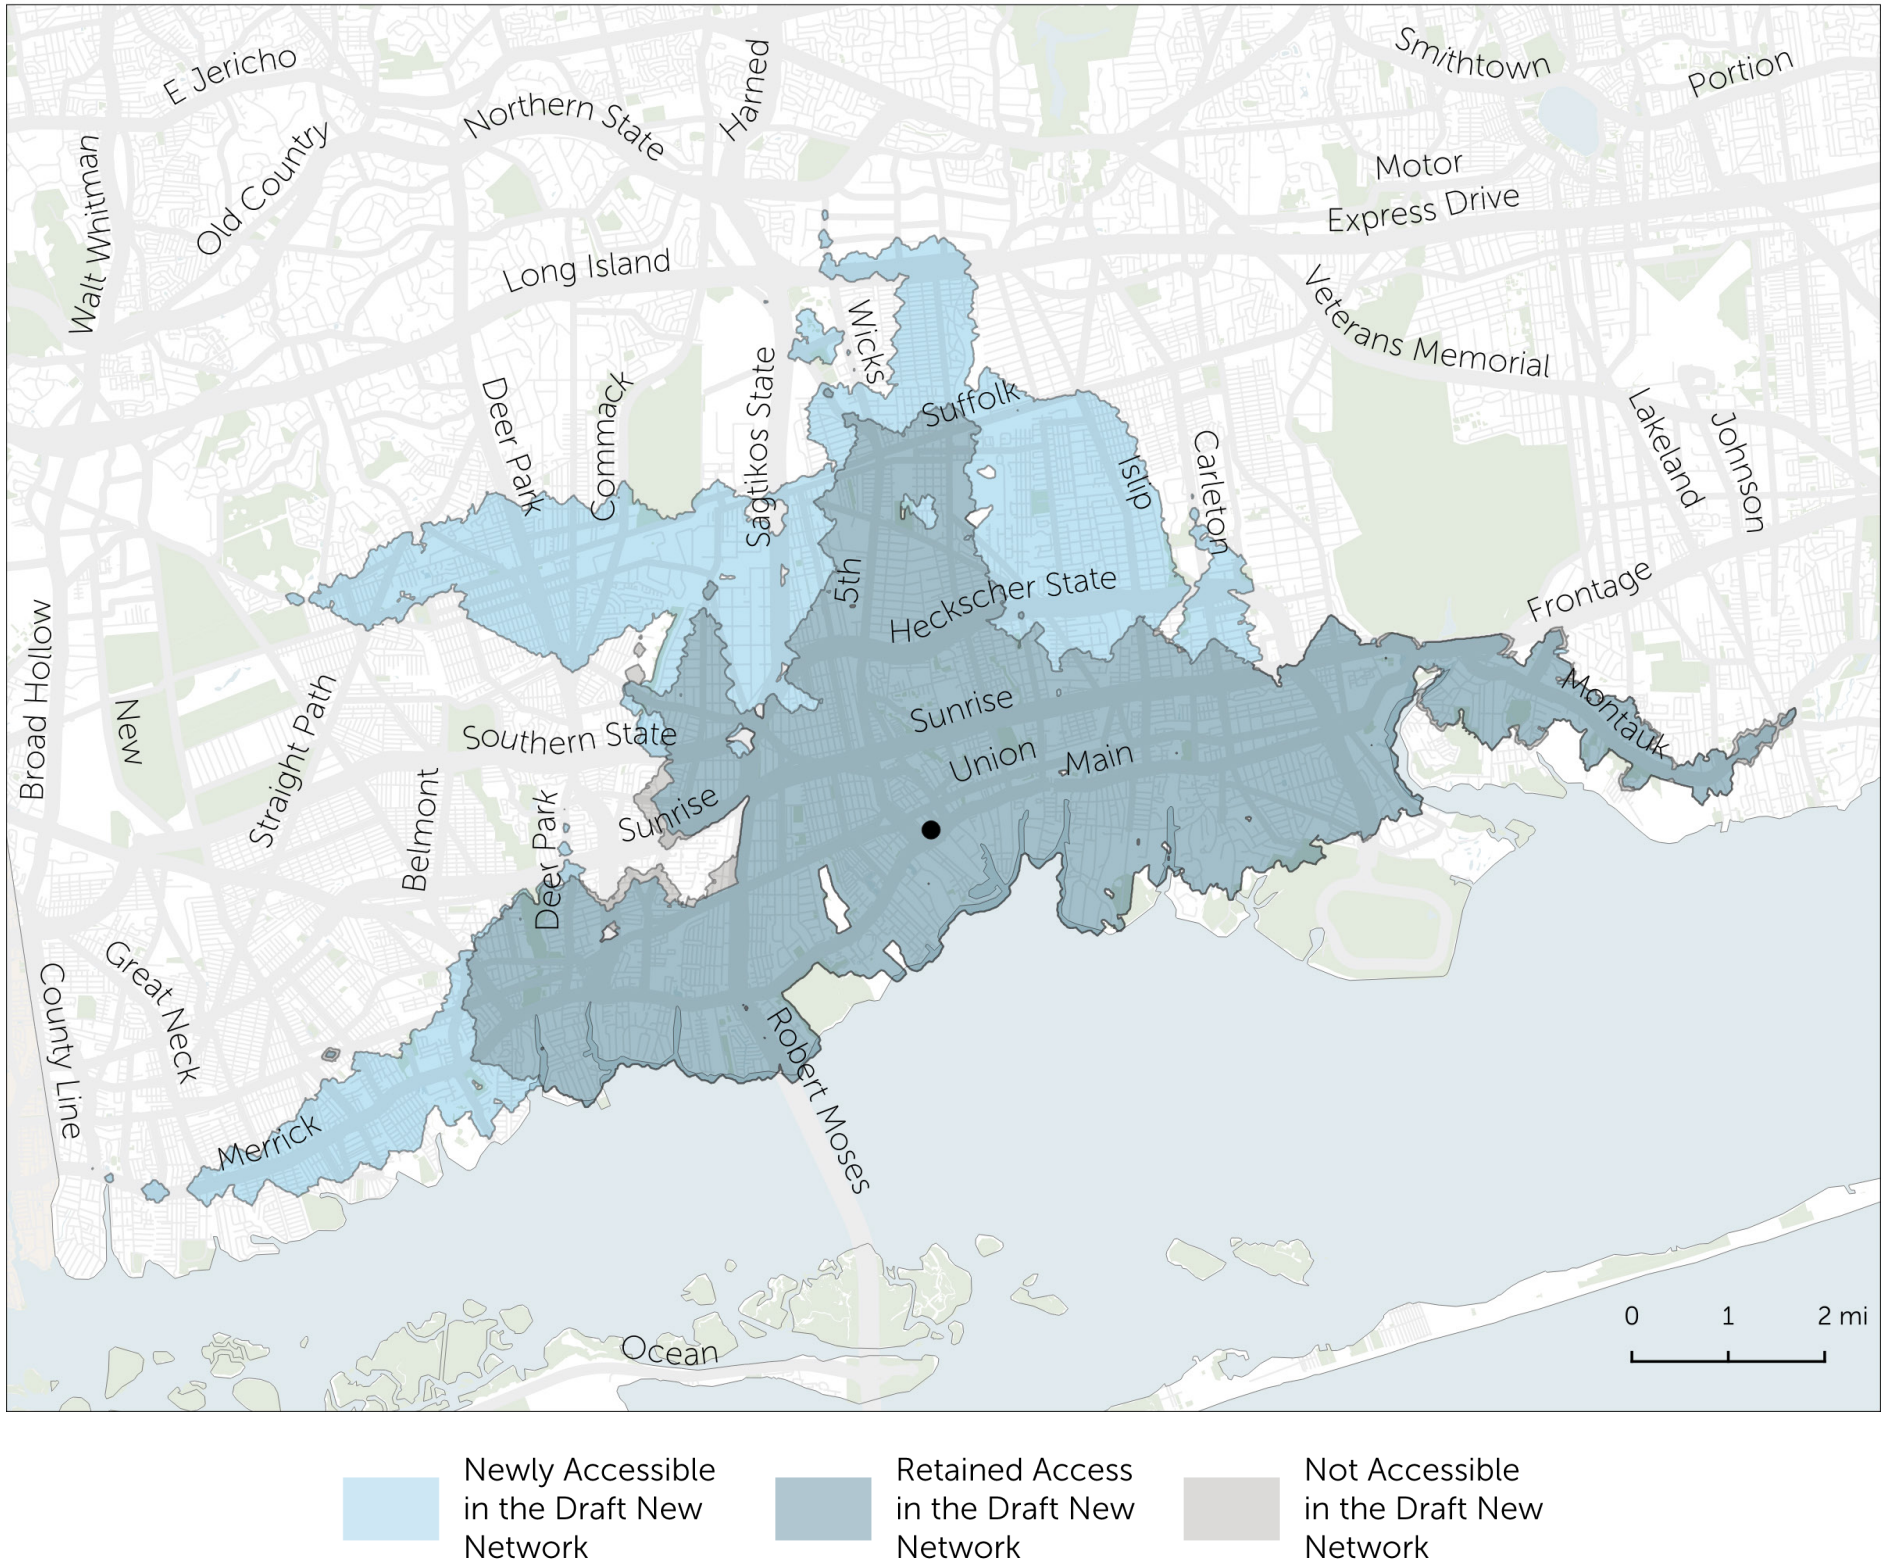 Smithtown
Portion
E Jericho
Harned
Northern State
Old Country
Walt Whitman
Motor
Express Drive
Long Island
Veterans Memorial
Wicks
Deer Park
Commack
Sagtikos State
Suffolk
Islip
Carleton
Lakeland
Johnson
5th
Heckscher State
Frontage
Broad Hollow
New
Straight Path
Southern State
Sunrise
Montauk
Union
Main
Belmont
Deer Park
Sunrise
Great Neck
County Line
Robert Moses
Merrick
Ocean
0 1 2 mi
Newly Accessible
in the Draft New
Network
Retained Access
in the Draft New
Network
Not Accessible
in the Draft New
Network